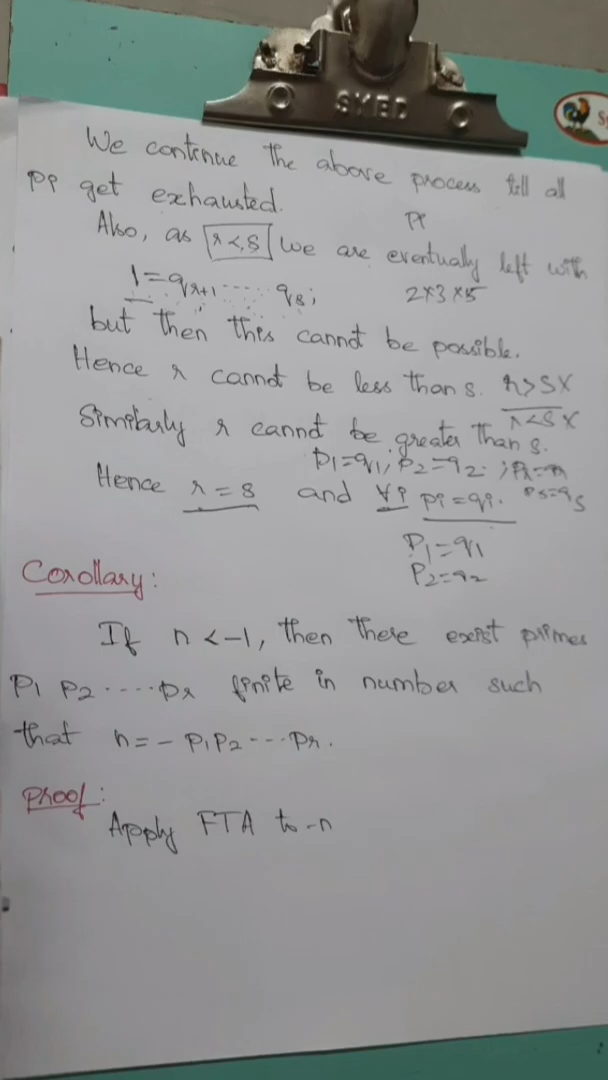 SKED
We continue the above process till all
Pi get exhausted.
Pr
Also, as r<s we are eventually left with
1=qr+1 ...... qs;
2×3×5
but then this cannot be possible.
Hence r cannot be less than s. r>s×
r<s×
Similarly r cannot be greater than s.
P1=q1, P2=q2. ;
Hence r=s and ∀i Pi=qi. Ps=qs
P1=q1
P2=q2
Corollary:
If n<-1, then there exist primes
P1 P2 ..... Pr finite in number such
that n=- P1P2---Pr.
Proof:
Apply FTA to -n